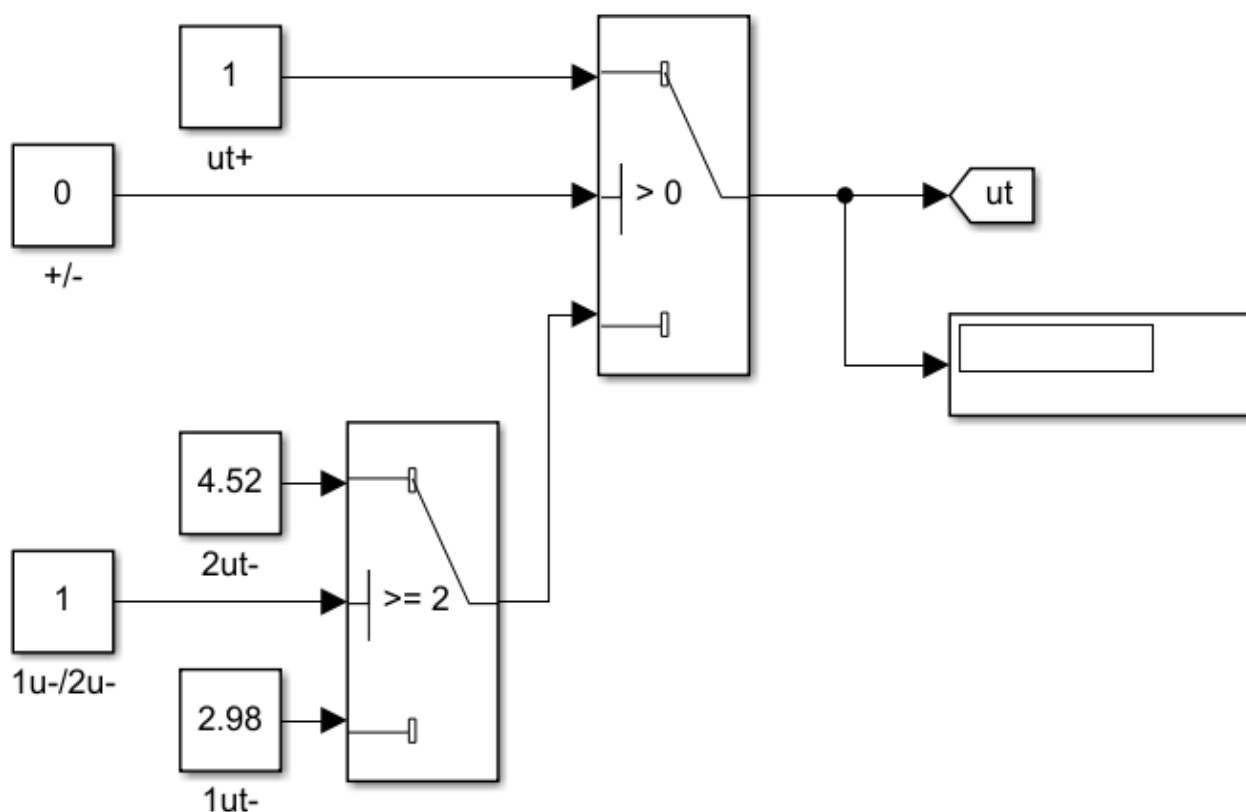 1
ut+
0
+/-
> 0
ut
4.52
2ut-
1
1u-/2u-
>= 2
2.98
1ut-